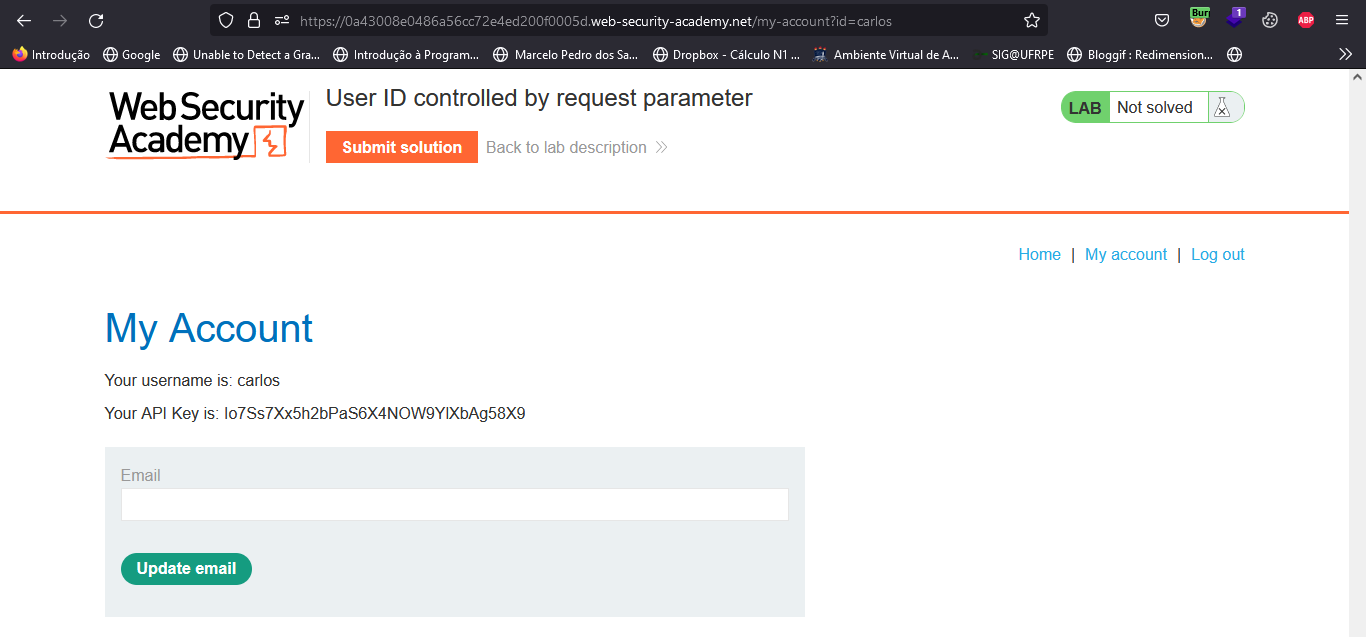 https://0a43008e0486a56cc72e4ed200f0005d.web-security-academy.net/my-account?id=carlos
Burr
1
ABP
Introdução
Google
Unable to Detect a Gra...
Introdução à Program...
Marcelo Pedro dos Sa...
Dropbox - Cálculo N1 ...
Ambiente Virtual de A...
SIG@UFRPE
Bloggif : Redimension...
Web Security
Academy
User ID controlled by request parameter
LAB Not solved
Submit solution
Back to lab description
Home | My account | Log out
My Account
Your username is: carlos
Your API Key is: Io7Ss7Xx5h2bPaS6X4NOW9YlXbAg58X9
Email
Update email